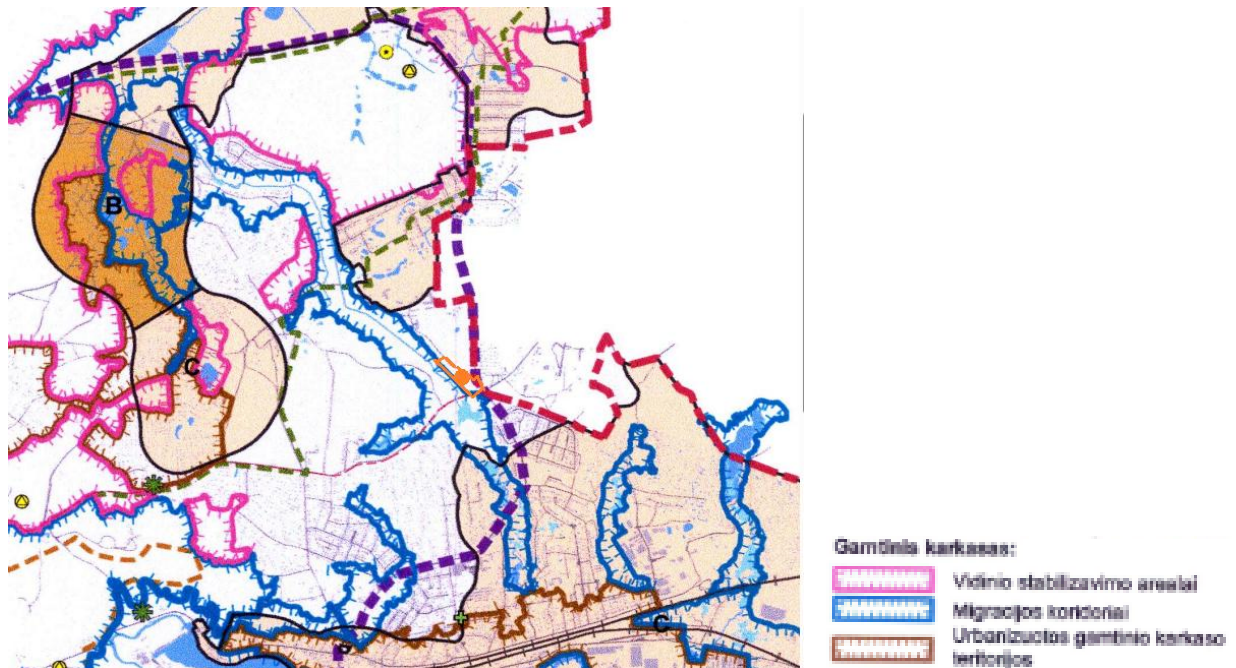 B
C
C
Gamtinis karkasas:
Vidinio stabilizavimo arealai
Migracijos koridoriai
Urbanizuotos gamtinio karkaso
teritorijos